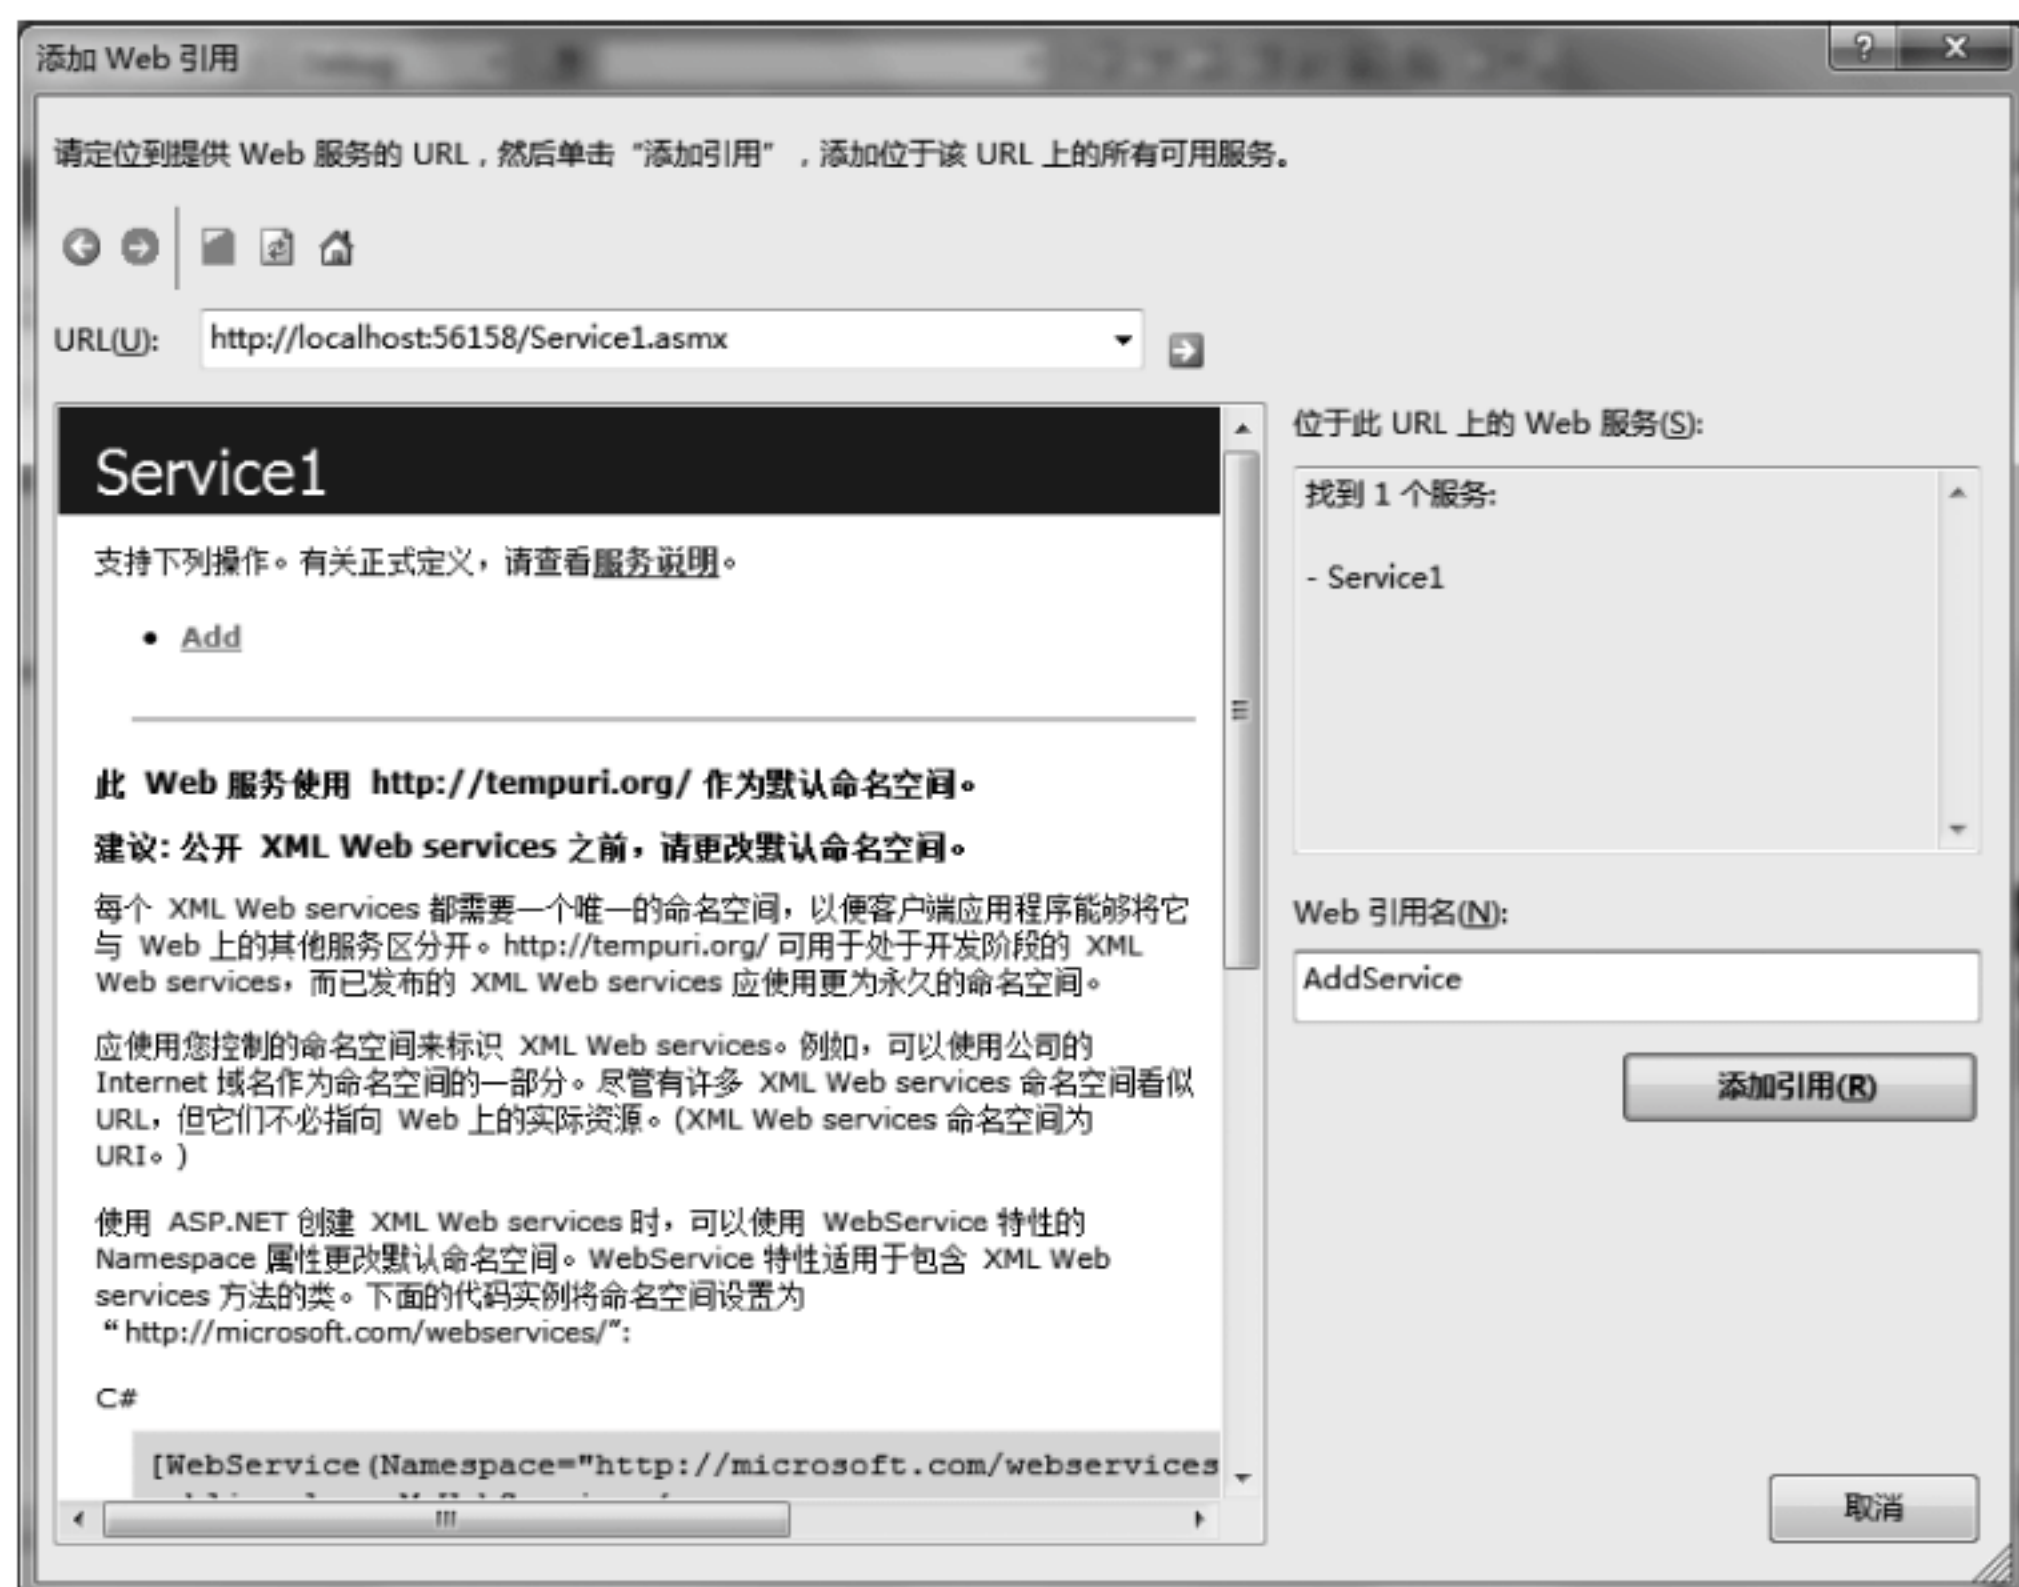 添加 Web 引用
请定位到提供 Web 服务的 URL，然后单击“添加引用”，添加位于该 URL 上的所有可用服务。
URL(U): http://localhost:56158/Service1.asmx
Service1
支持下列操作。有关正式定义，请查看服务说明。
• Add
此 Web 服务使用 http://tempuri.org/ 作为默认命名空间。
建议: 公开 XML Web services 之前，请更改默认命名空间。
每个 XML Web services 都需要一个唯一的命名空间，以便客户端应用程序能够将它
与 Web 上的其他服务区分开。http://tempuri.org/ 可用于处于开发阶段的 XML
Web services，而已发布的 XML Web services 应使用更为永久的命名空间。
应使用您控制的命名空间来标识 XML Web services。例如，可以使用公司的
Internet 域名作为命名空间的一部分。尽管有许多 XML Web services 命名空间看似
URL，但它们不必指向 Web 上的实际资源。(XML Web services 命名空间为
URI。)
使用 ASP.NET 创建 XML Web services 时，可以使用 WebService 特性的
Namespace 属性更改默认命名空间。WebService 特性适用于包含 XML Web
services 方法的类。下面的代码实例将命名空间设置为
“http://microsoft.com/webservices/”:
C#
[WebService(Namespace="http://microsoft.com/webservices
位于此 URL 上的 Web 服务(S):
找到 1 个服务:
- Service1
Web 引用名(N):
AddService
添加引用(R)
取消